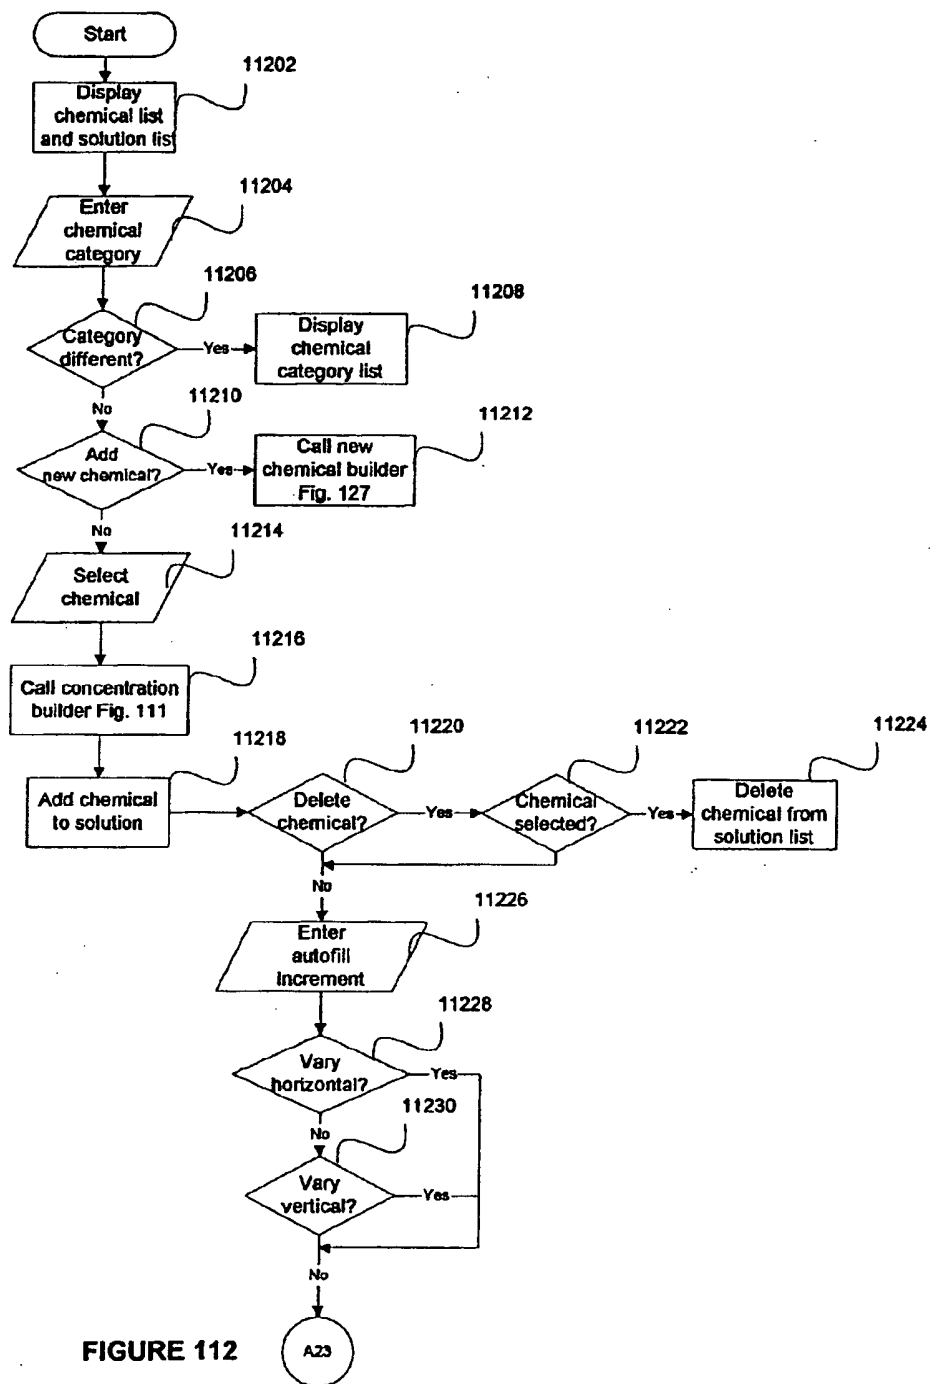 Start
11202
Display
chemical list
and solution list
11204
Enter
chemical
category
11206
Category
different?
Yes
11208
Display
chemical
category list
No
11210
Add
new chemical?
Yes
11212
Call new
chemical builder
Fig. 127
No
11214
Select
chemical
11216
Call concentration
builder Fig. 111
11218
Add chemical
to solution
11220
Delete
chemical?
Yes
11222
Chemical
selected?
Yes
11224
Delete
chemical from
solution list
No
11226
Enter
autofill
increment
11228
Vary
horizontal?
Yes
11230
No
Vary
vertical?
Yes
No
FIGURE 112
A23